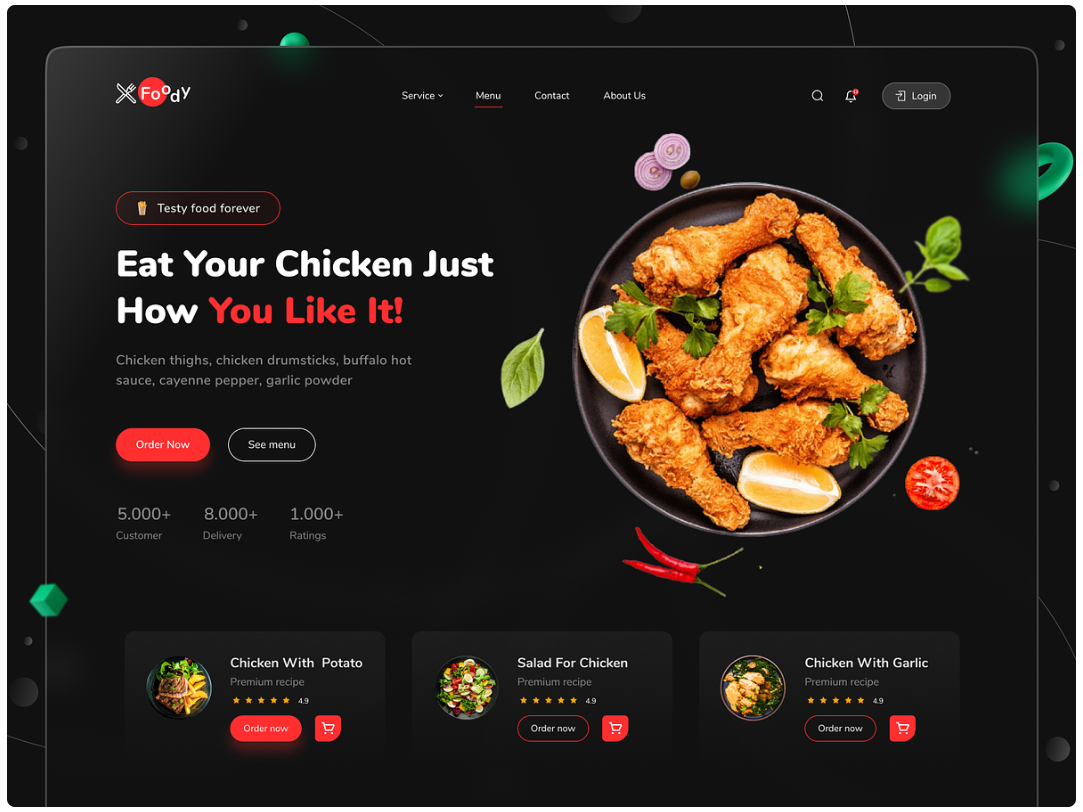 Foody
Service
Menu
Contact
About Us
Login
Testy food forever
Eat Your Chicken Just
How You Like It!
Chicken thighs, chicken drumsticks, buffalo hot
sauce, cayenne pepper, garlic powder
Order Now
See menu
5.000+
8.000+
1.000+
Customer
Delivery
Ratings
Chicken With Potato
Premium recipe
4.9
Order now
Salad For Chicken
Premium recipe
4.9
Order now
Chicken With Garlic
Premium recipe
4.9
Order now